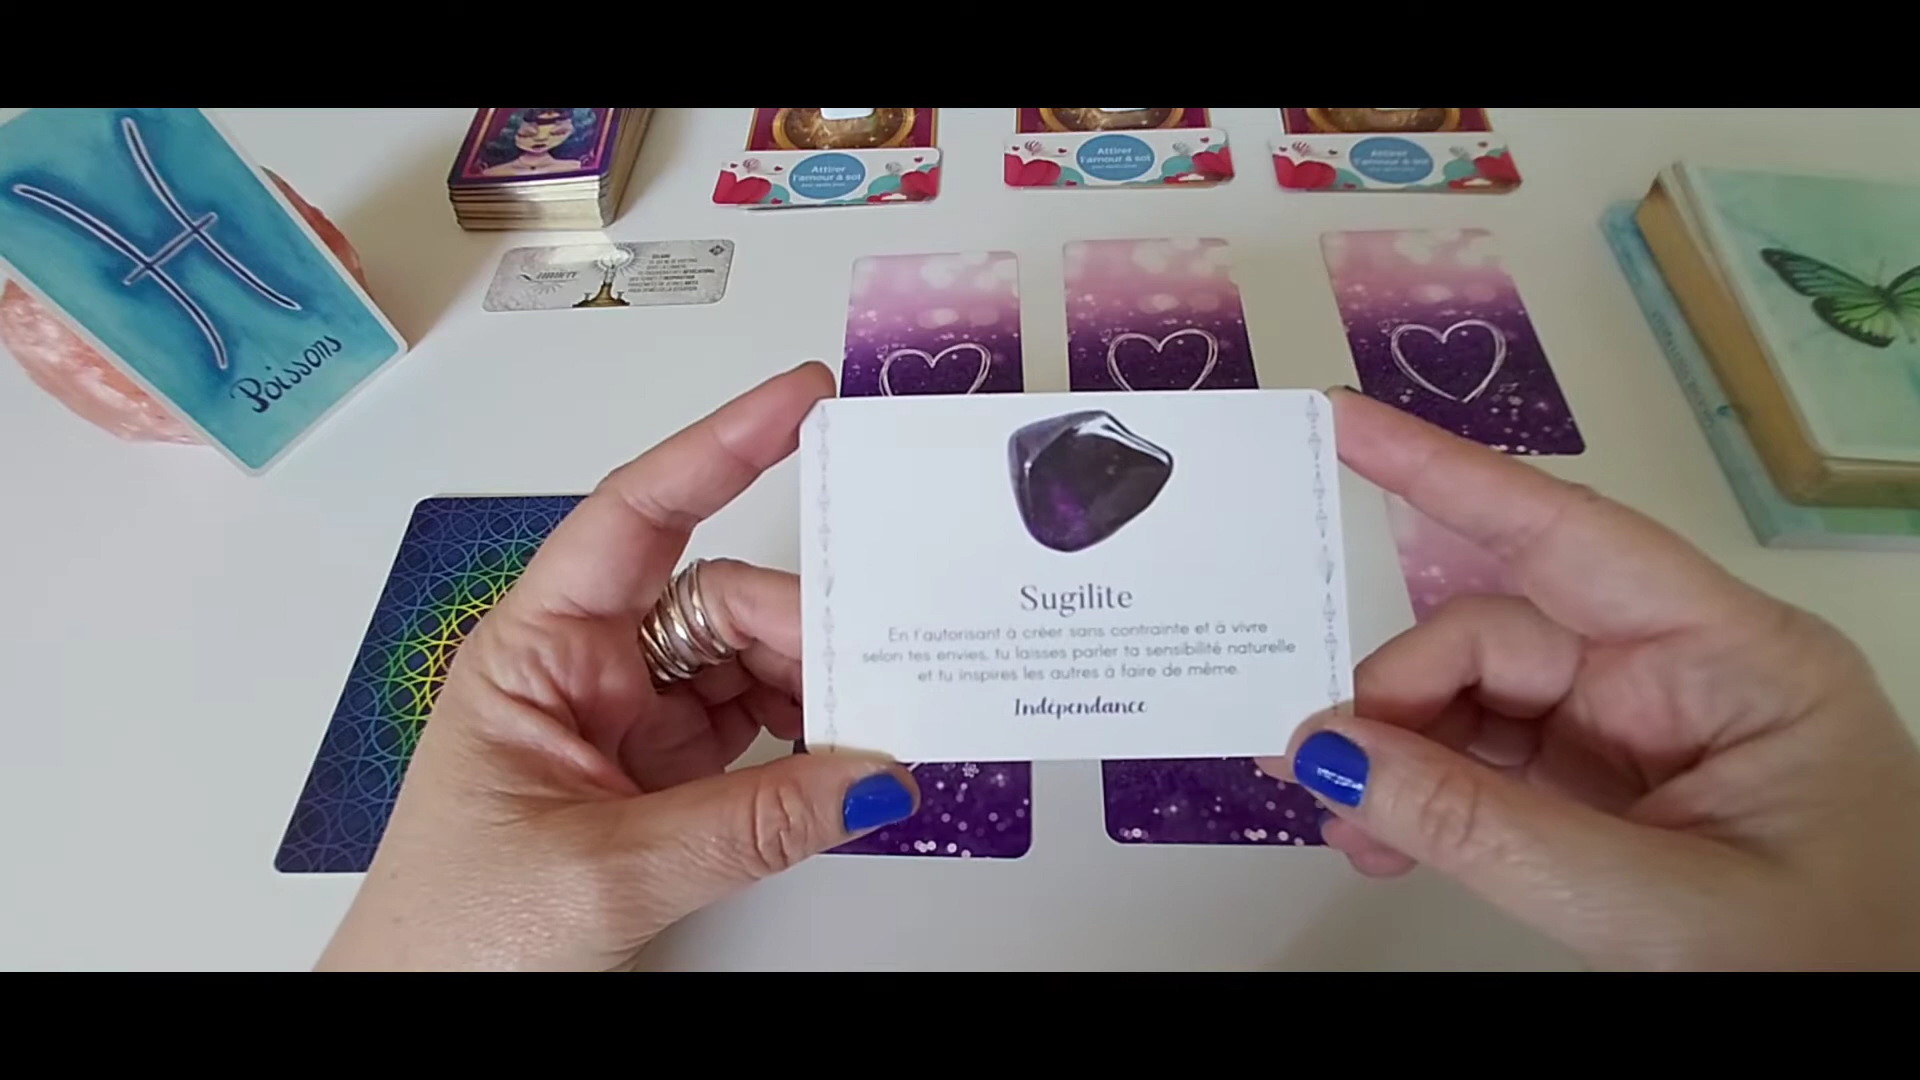 Poissons
Attirer
l'amour à soi
Attirer
l'amour à soi
Attirer
l'amour à soi
Lumière
Sugilite
En t'autorisant à créer sans contrainte et à vivre
selon tes envies, tu laisses parler ta sensibilité naturelle
et tu inspires les autres à faire de même.
Indépendance